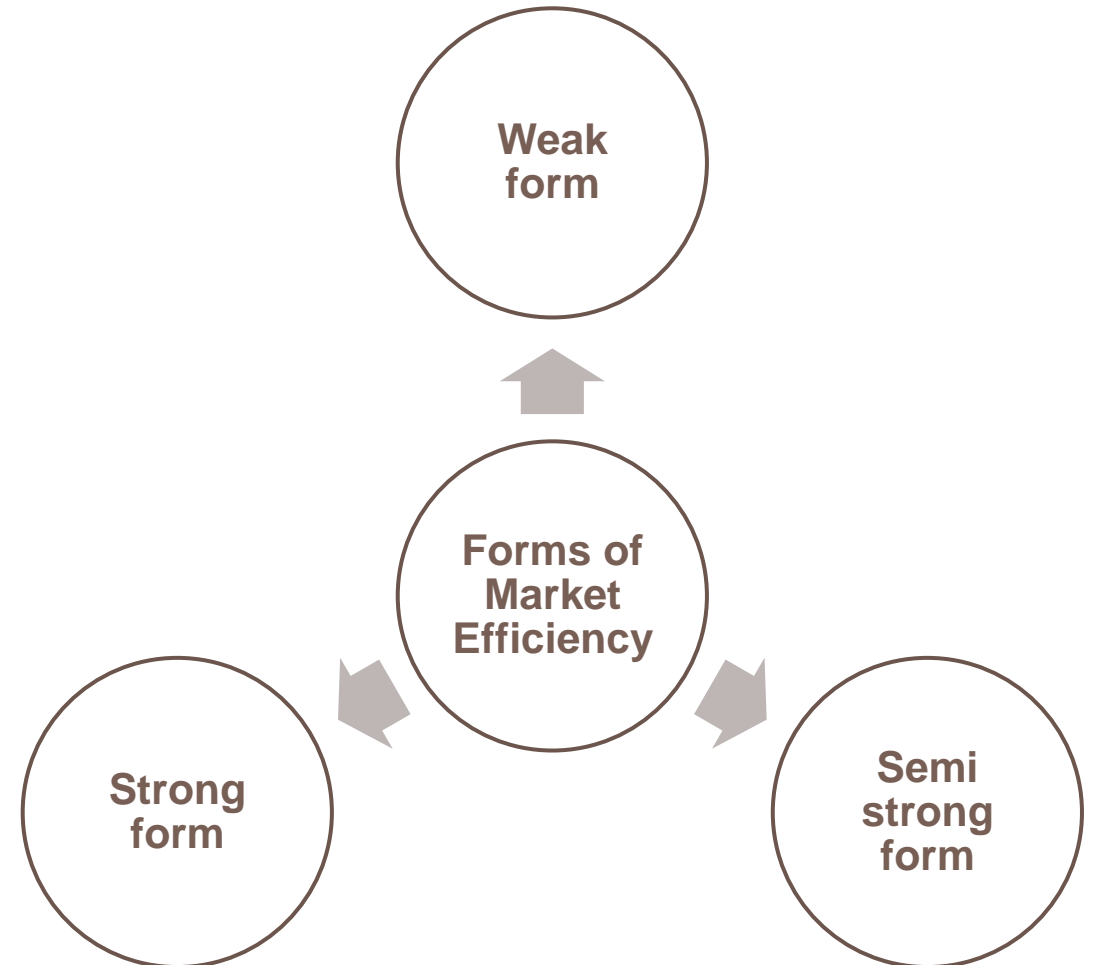 Weak
form
Forms of
Market
Efficiency
Strong
form
Semi
strong
form